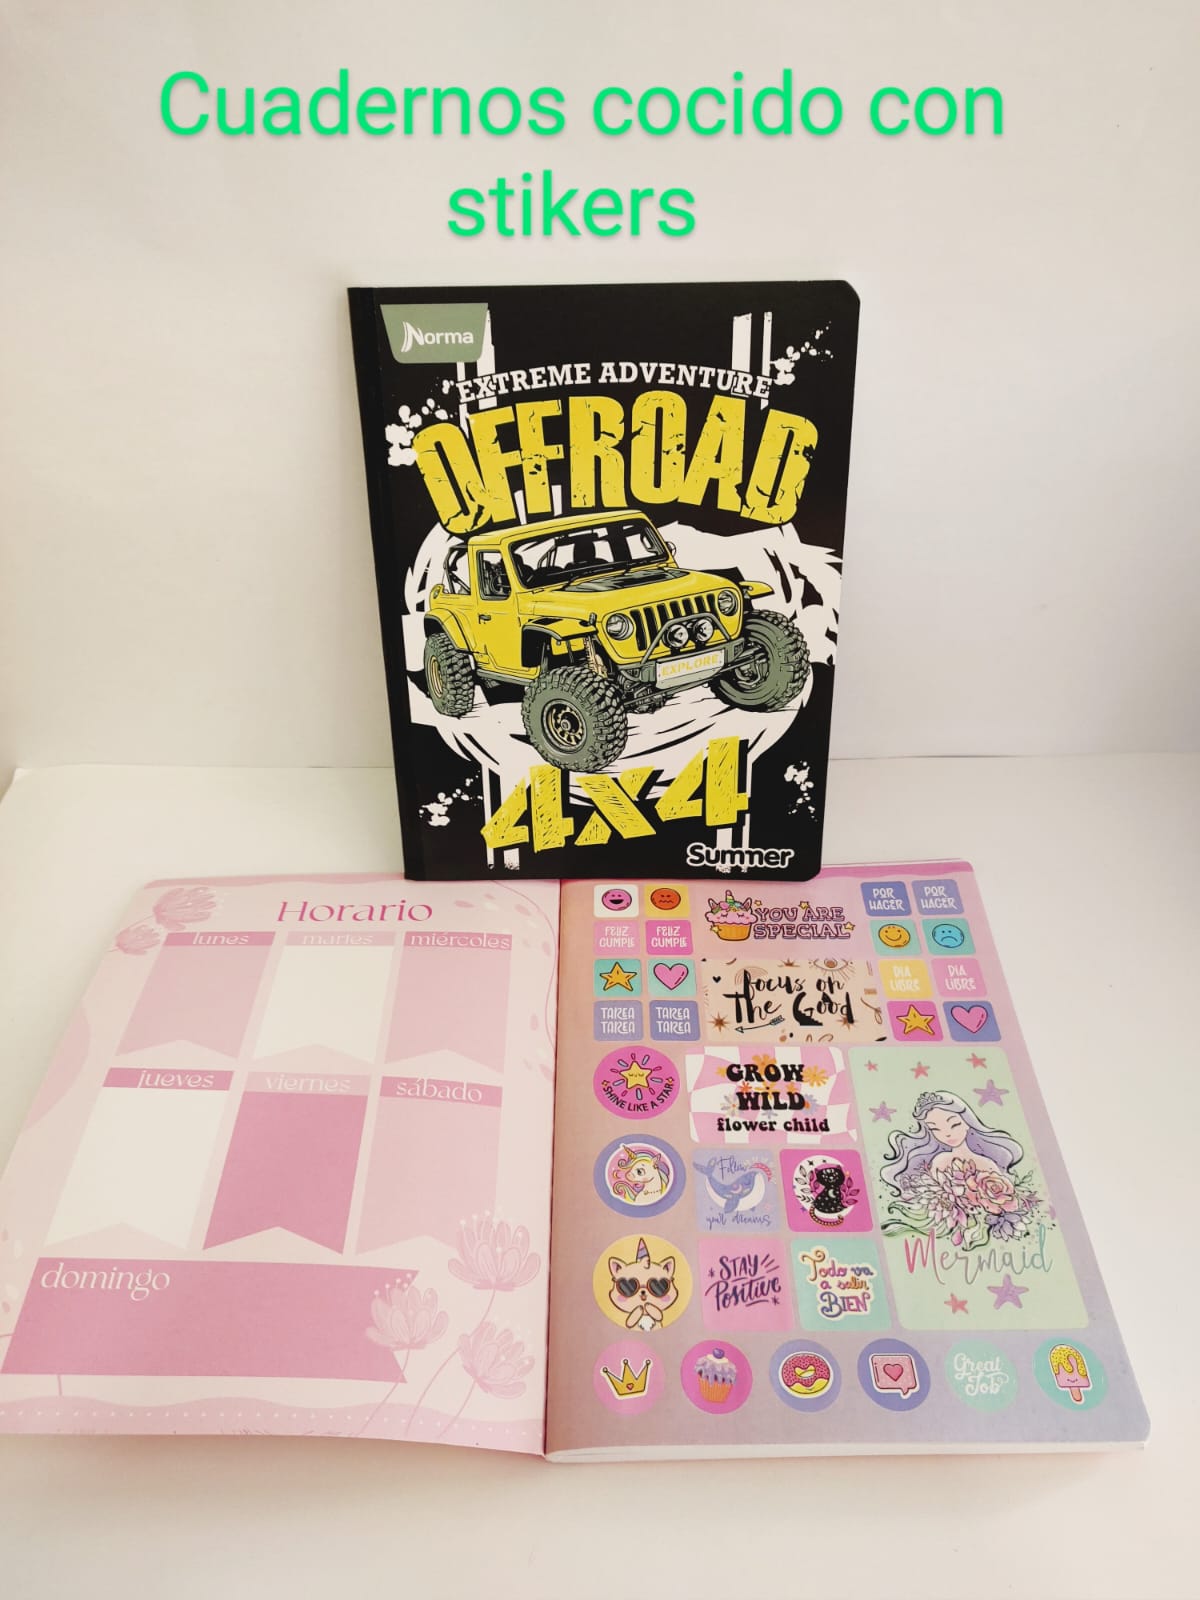 Cuadernos cocido con
stikers
Norma
EXTREME ADVENTURE
OFFROAD
EXPLORE
4x4
Summer
Horario
lunes
martes
miércoles
jueves
viernes
sábado
domingo
POR
HACER
POR
HACER
YOU ARE
SPECIAL
FELIZ
CUMPLE
FELIZ
CUMPLE
focus on
The Good
DIA
LIBRE
DIA
LIBRE
TAREA
TAREA
TAREA
TAREA
SHINE LIKE A STAR
GROW
WILD
flower child
Follow
your dreams
Mermaid
STAY
Positive
Todo va
a salir
BIEN
Great
Job